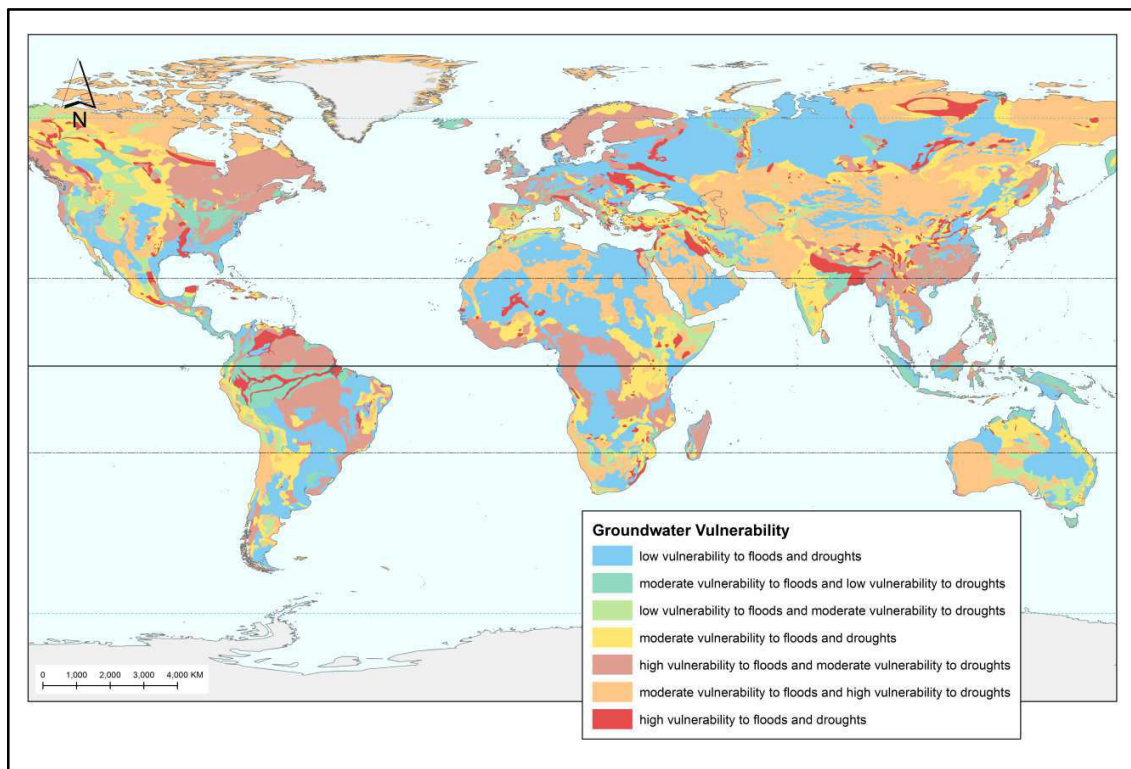 N
Groundwater Vulnerability
low vulnerability to floods and droughts
moderate vulnerability to floods and low vulnerability to droughts
low vulnerability to floods and moderate vulnerability to droughts
moderate vulnerability to floods and droughts
high vulnerability to floods and moderate vulnerability to droughts
moderate vulnerability to floods and high vulnerability to droughts
high vulnerability to floods and droughts
0 1,000 2,000 3,000 4,000 KM